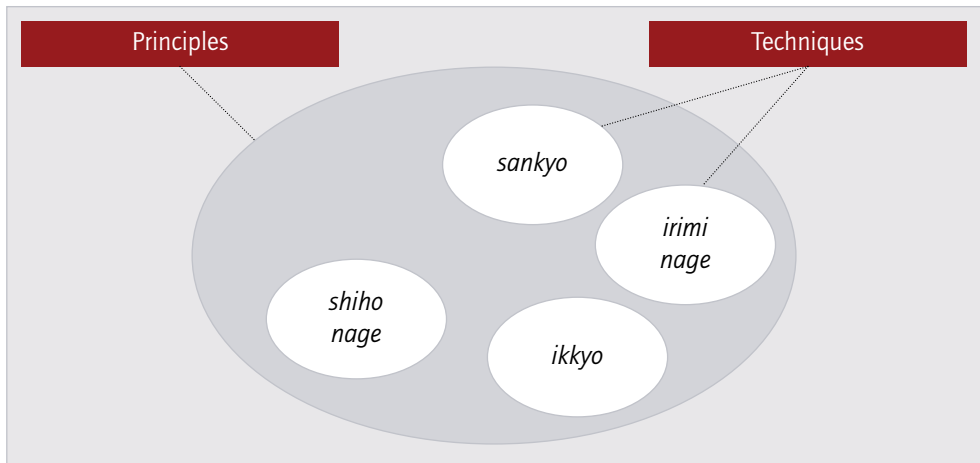 Principles
Techniques
sankyo
irimi
nage
shiho
nage
ikkyo